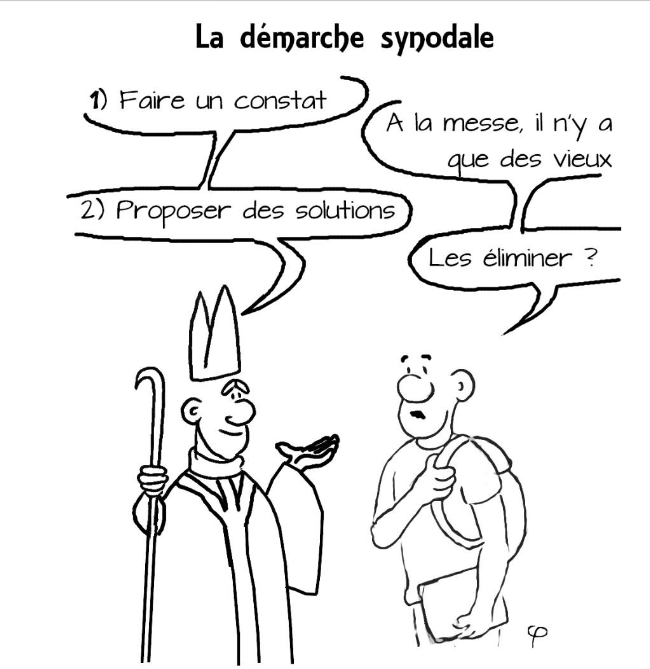 La démarche synodale
1) Faire un constat
A la messe, il n'y a
que des vieux
2) Proposer des solutions
Les éliminer ?